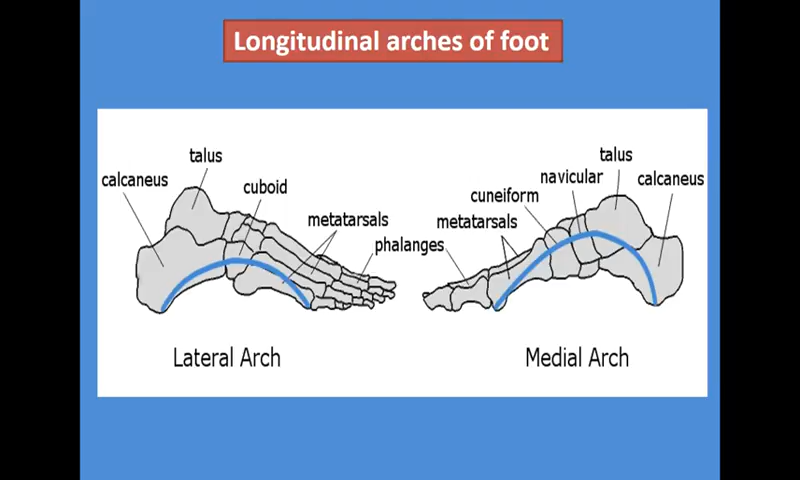 Longitudinal arches of foot
talus
calcaneus
cuboid
metatarsals
phalanges
talus
navicular
calcaneus
cuneiform
metatarsals
Lateral Arch
Medial Arch